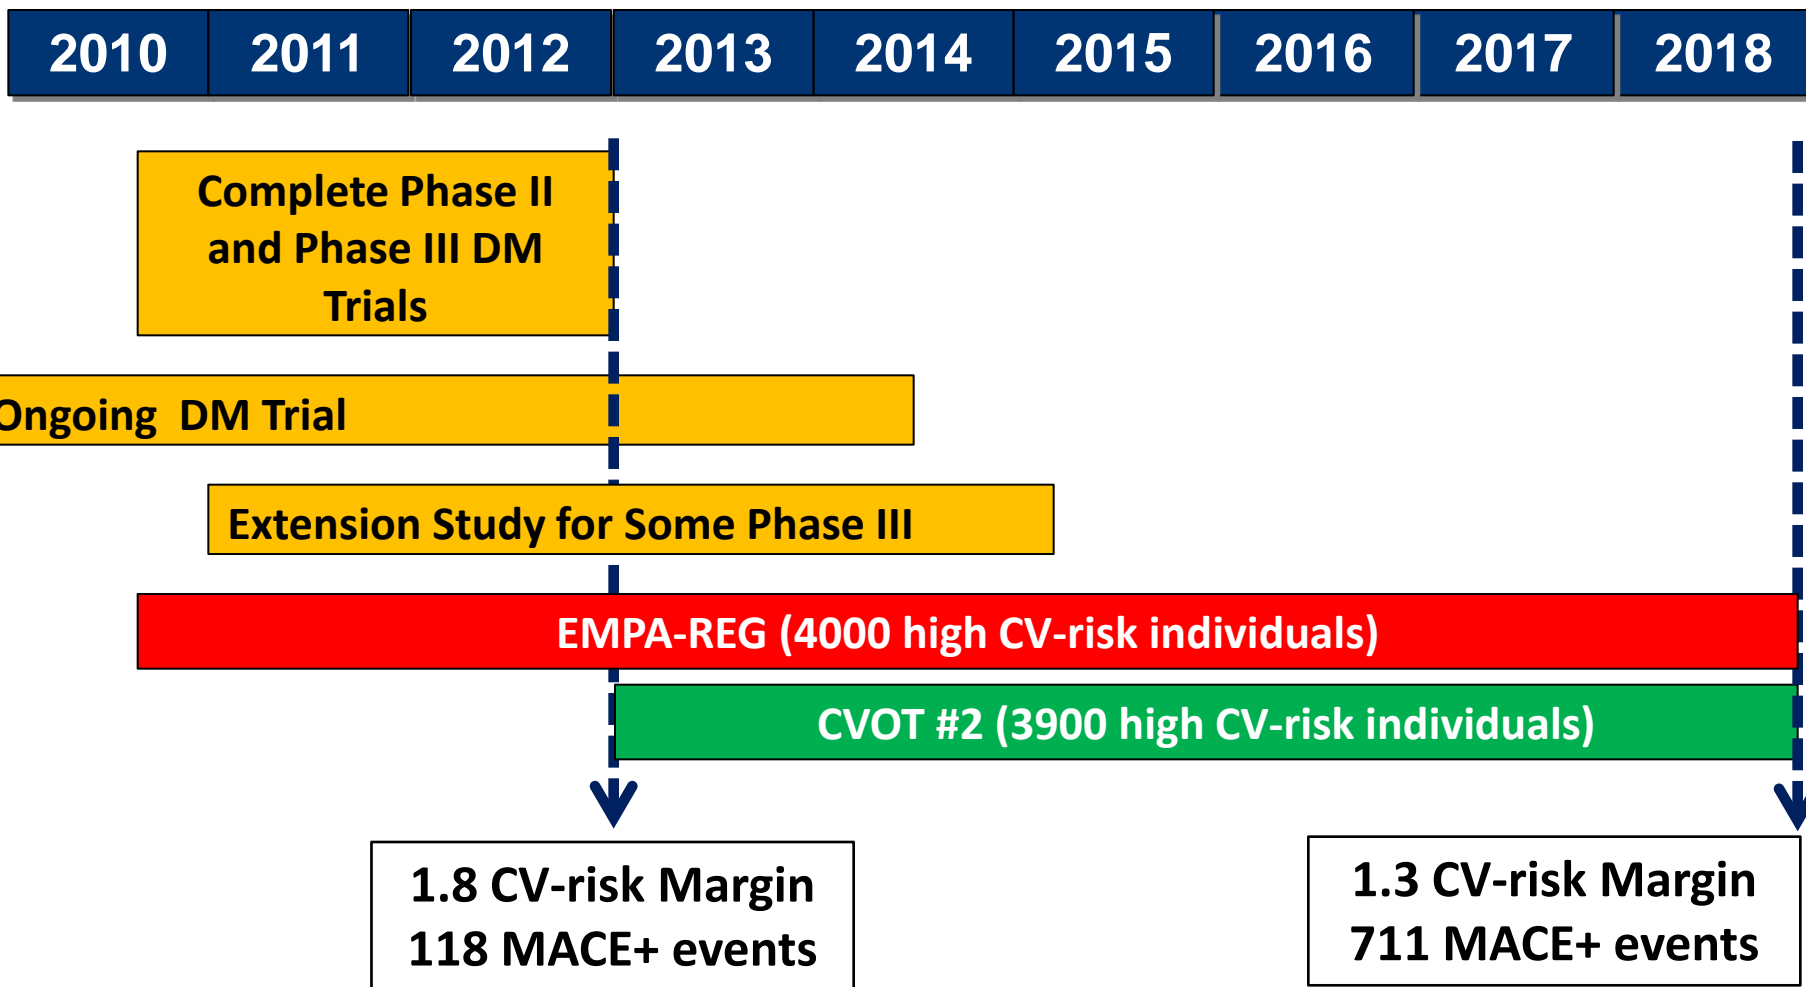 2010 2011 2012 2013 2014 2015 2016 2017 2018
Complete Phase II
and Phase III DM
Trials
Ongoing DM Trial
Extension Study for Some Phase III
EMPA-REG (4000 high CV-risk individuals)
CVOT #2 (3900 high CV-risk individuals)
1.8 CV-risk Margin
118 MACE+ events
1.3 CV-risk Margin
711 MACE+ events